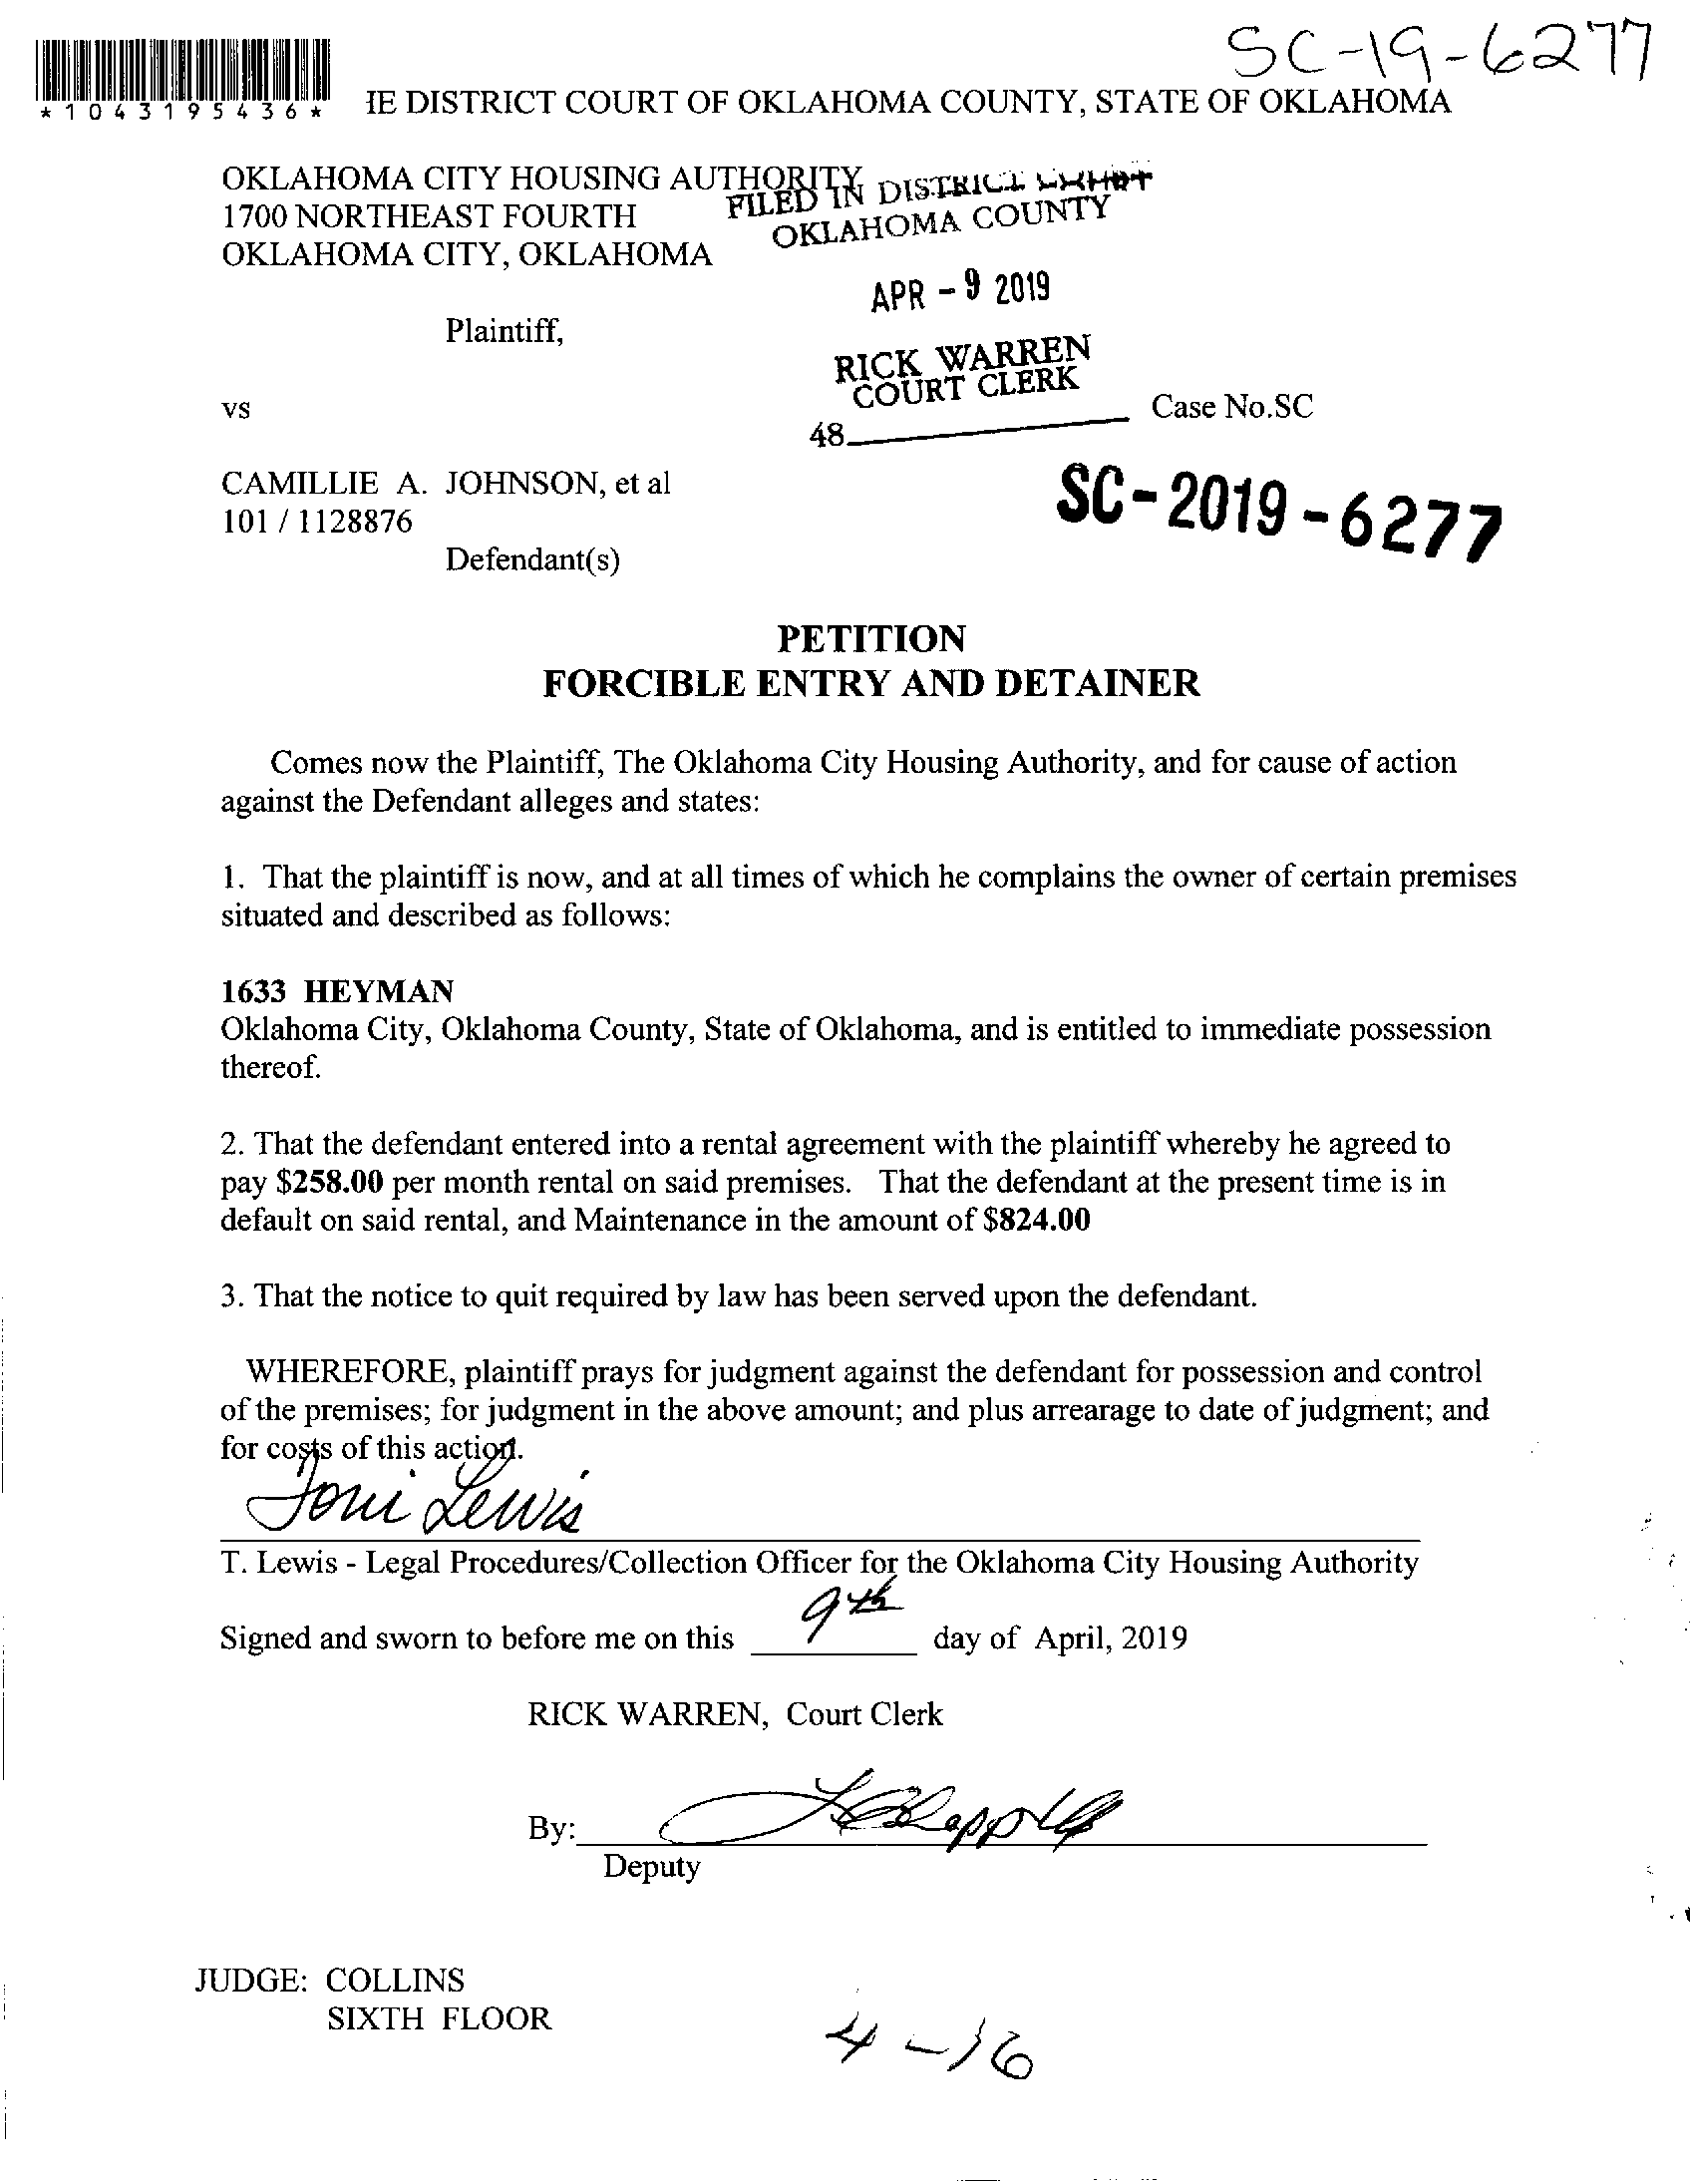 SC-19-6277
*1043195436*
IE DISTRICT COURT OF OKLAHOMA COUNTY, STATE OF OKLAHOMA
OKLAHOMA CITY HOUSING AUTHORITY
1700 NORTHEAST FOURTH
OKLAHOMA CITY, OKLAHOMA
FILED IN DISTRICT COURT
OKLAHOMA COUNTY
APR - 9 2019
Plaintiff,
RICK WARREN
COURT CLERK
vs
48
Case No.SC
CAMILLIE A. JOHNSON, et al
101 / 1128876
SC-2019-6277
Defendant(s)
PETITION
FORCIBLE ENTRY AND DETAINER
Comes now the Plaintiff, The Oklahoma City Housing Authority, and for cause of action
against the Defendant alleges and states:
1. That the plaintiff is now, and at all times of which he complains the owner of certain premises
situated and described as follows:
1633 HEYMAN
Oklahoma City, Oklahoma County, State of Oklahoma, and is entitled to immediate possession
thereof.
2. That the defendant entered into a rental agreement with the plaintiff whereby he agreed to
pay $258.00 per month rental on said premises. That the defendant at the present time is in
default on said rental, and Maintenance in the amount of $824.00
3. That the notice to quit required by law has been served upon the defendant.
WHEREFORE, plaintiff prays for judgment against the defendant for possession and control
of the premises; for judgment in the above amount; and plus arrearage to date of judgment; and
for costs of this action.
Toni Lewis
T. Lewis - Legal Procedures/Collection Officer for the Oklahoma City Housing Authority
Signed and sworn to before me on this 9th day of April, 2019
RICK WARREN, Court Clerk
By:
Deputy
JUDGE: COLLINS
SIXTH FLOOR
4-16